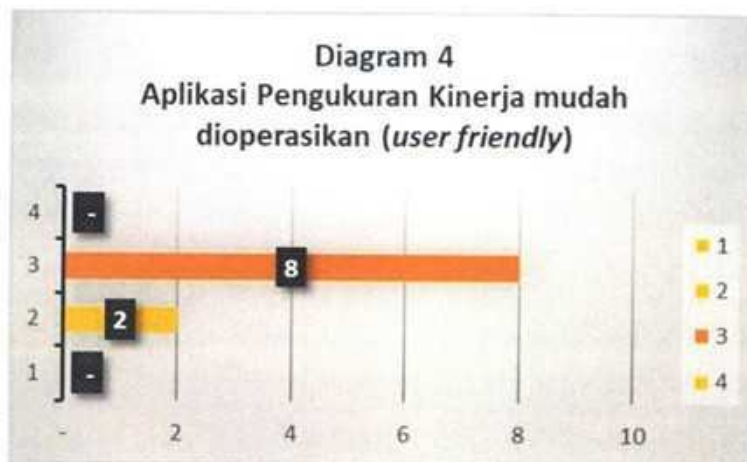 Diagram 4
Aplikasi Pengukuran Kinerja mudah
dioperasikan (user friendly)
4 -
3 8
2 2
1 -
- 2 4 6 8 10
1
2
3
4